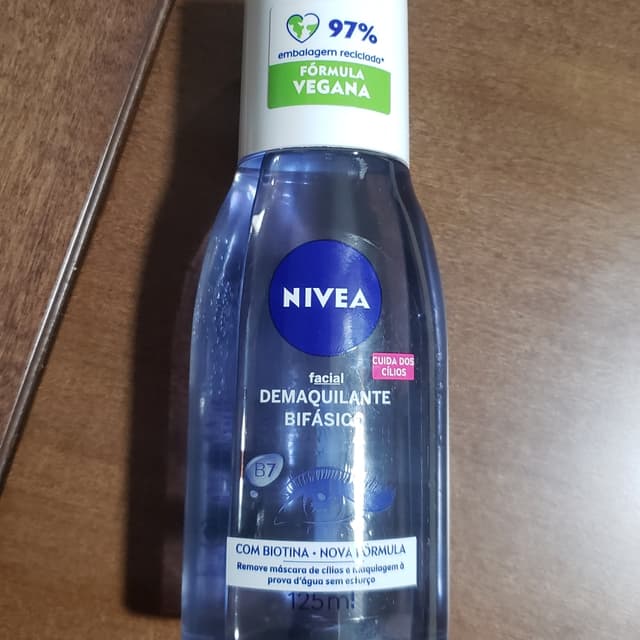 97%
embalagem reciclada*
FÓRMULA
VEGANA
NIVEA
CUIDA DOS
CÍLIOS
facial
DEMAQUILANTE
BIFÁSICO
B7
COM BIOTINA • NOVA FÓRMULA
Remove máscara de cílios e maquiagem à
prova d'água sem esforço
125ml